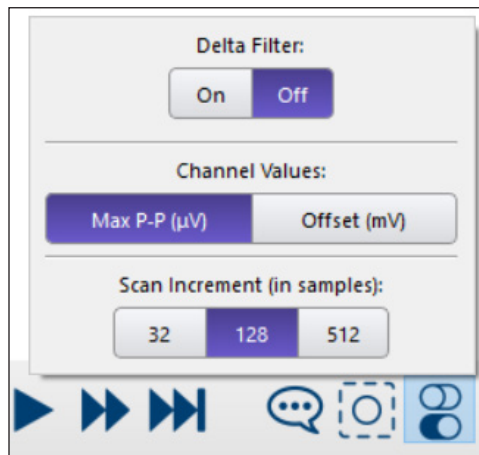 Delta Filter:
On Off
Channel Values:
Max P-P (µV) Offset (mV)
Scan Increment (in samples):
32 128 512